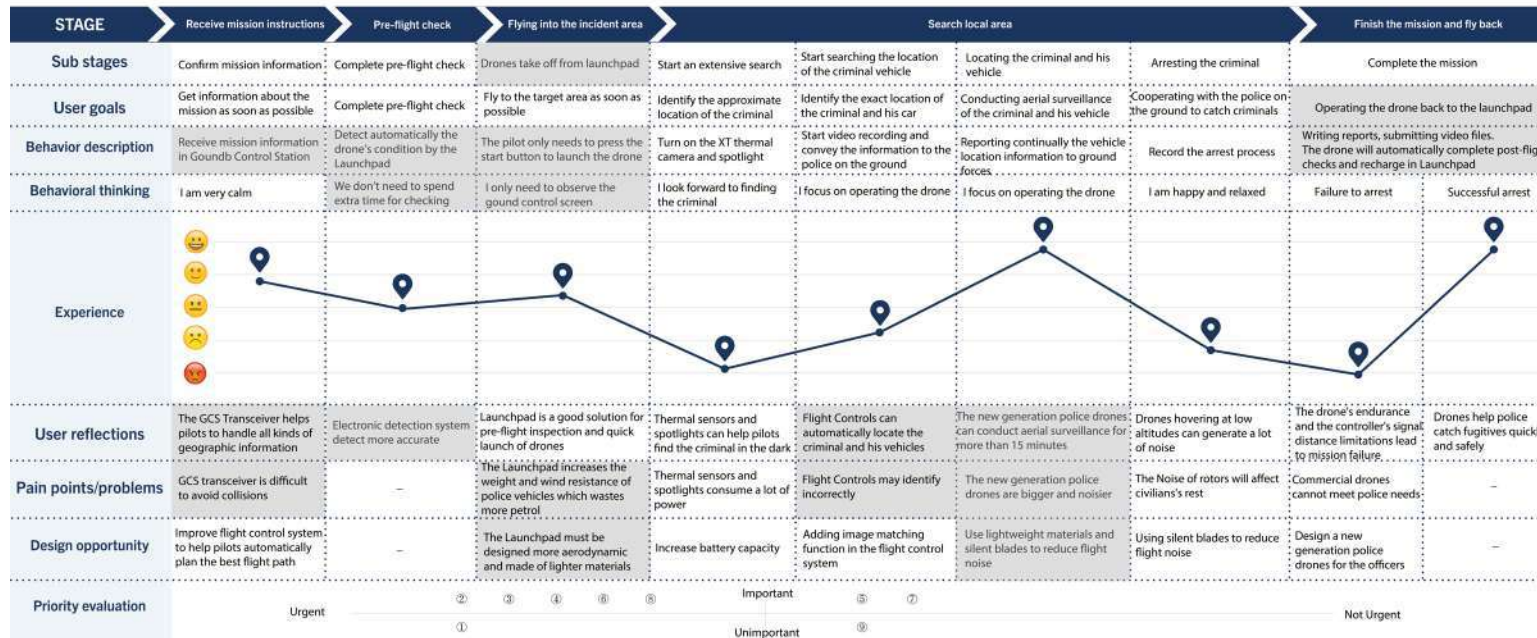 STAGE
Receive mission instructions
Pre-flight check
Flying into the incident area
Search local area
Finish the mission and fly back
Sub stages
Confirm mission information
Complete pre-flight check
Drones take off from launchpad
Start an extensive search
Start searching the location
of the criminal vehicle
Locating the criminal and his
vehicle
Arresting the criminal
Complete the mission
User goals
Get information about the
mission as soon as possible
Complete pre-flight check
Fly to the target area as soon as
possible
Identify the approximate
location of the criminal
Identify the exact location of
the criminal and his car
Conducting aerial surveillance
of the criminal and his vehicle
Cooperating with the police on
the ground to catch criminals
Operating the drone back to the launchpad
Behavior description
Receive mission information
in Goundb Control Station
Detect automatically the
drone's condition by the
Launchpad
The pilot only needs to press the
start button to launch the drone
Turn on the XT thermal
camera and spotlight
Start video recording and
convey the information to the
police on the ground
Reporting continually the vehicle
location information to ground
forces
Record the arrest process
Writing reports, submitting video files.
The drone will automatically complete post-flig
checks and recharge in Launchpad
Behavioral thinking
I am very calm
We don't need to spend
extra time for checking
I only need to observe the
gound control screen
I look forward to finding
the criminal
I focus on operating the drone
I focus on operating the drone
I am happy and relaxed
Failure to arrest
Successful arrest
Experience
User reflections
The GCS Transceiver helps
pilots to handle all kinds of
geographic information
Electronic detection system
detect more accurate
Launchpad is a good solution for
pre-flight inspection and quick
launch of drones
Thermal sensors and
spotlights can help pilots
find the criminal in the dark
Flight Controls can
automatically locate the
criminal and his vehicles
The new generation police drones
can conduct aerial surveillance for
more than 15 minutes
Drones hovering at low
altitudes can generate a lot
of noise
The drone's endurance
and the controller's signal
distance limitations lead
to mission failure
Drones help police
catch fugitives quickl
and safely
Pain points/problems
GCS transceiver is difficult
to avoid collisions
–
The Launchpad increases the
weight and wind resistance of
police vehicles which wastes
more petrol
Thermal sensors and
spotlights consume a lot of
power
Flight Controls may identify
incorrectly
The new generation police
drones are bigger and noisier
The Noise of rotors will affect
civilians's rest
Commercial drones
cannot meet police needs
–
Design opportunity
Improve flight control system
to help pilots automatically
plan the best flight path
–
The Launchpad must be
designed more aerodynamic
and made of lighter materials
Increase battery capacity
Adding image matching
function in the flight control
system
Use lightweight materials and
silent blades to reduce flight
noise
Using silent blades to reduce
flight noise
Design a new
generation police
drones for the officers
–
Priority evaluation
Important
② ③ ④ ⑥ ⑧ ⑤ ⑦
Urgent
Not Urgent
① ⑨
Unimportant